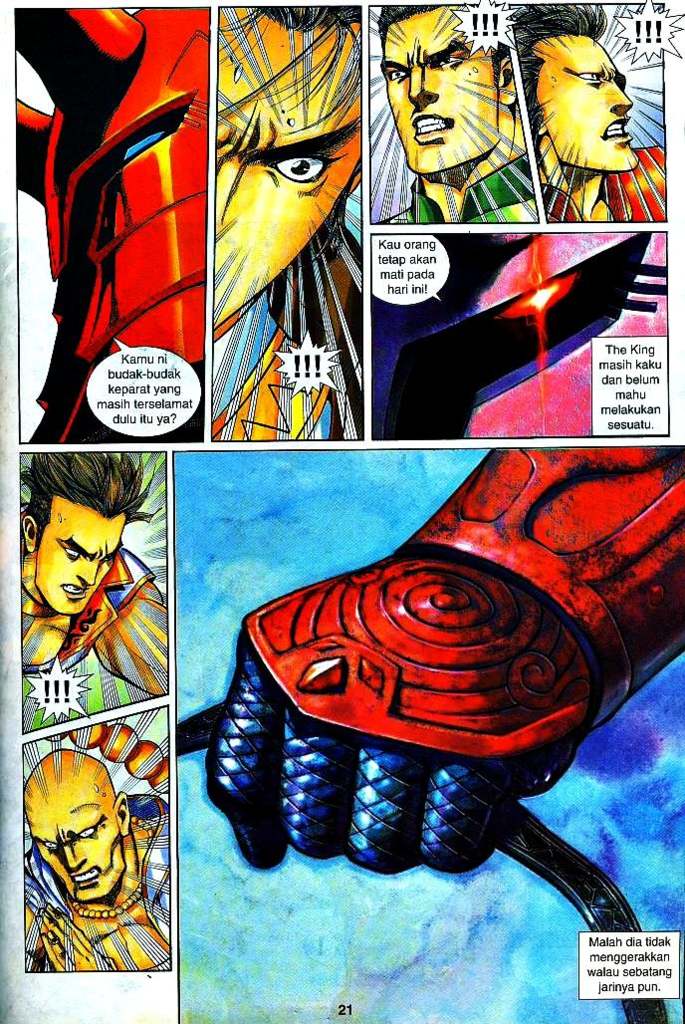 Kamu ni
budak-budak
keparat yang
masih terselamat
dulu itu ya?
!!!
!!!
!!!
Kau orang
tetap akan
mati pada
hari ini!
The King
masih kaku
dan belum
mahu
melakukan
sesuatu.
!!!
Malah dia tidak
menggerakkan
walau sebatang
jarinya pun.
21